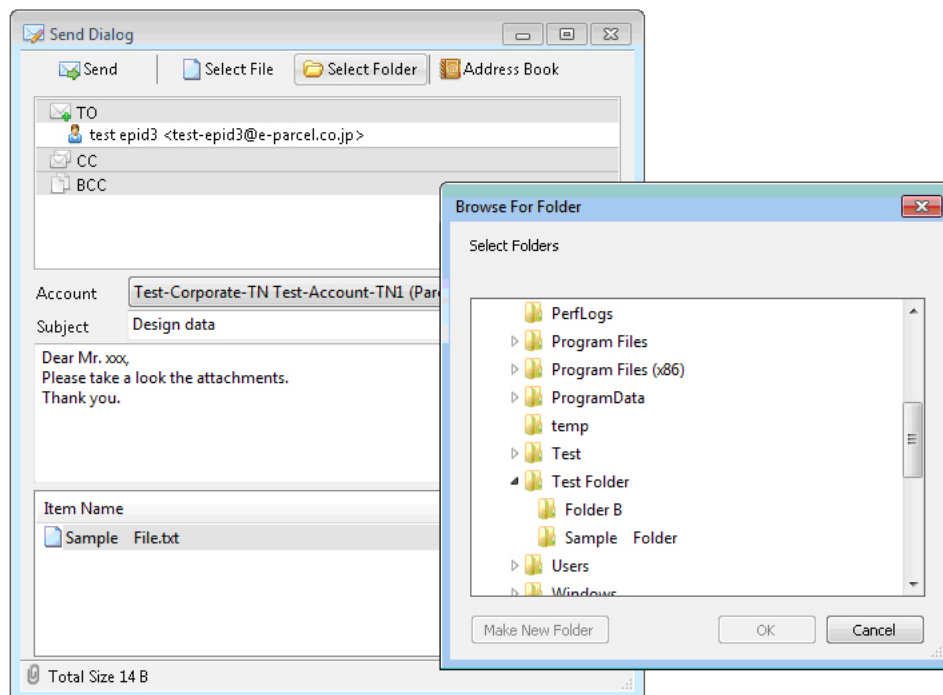 Send Dialog
Send Select File Select Folder Address Book
TO
test epid3 <test-epid3@e-parcel.co.jp>
CC
BCC
Account Test-Corporate-TN Test-Account-TN1 (Parc
Subject Design data
Dear Mr. xxx,
Please take a look the attachments.
Thank you.
Item Name
Sample File.txt
Total Size 14 B
Browse For Folder
Select Folders
PerfLogs
Program Files
Program Files (x86)
ProgramData
temp
Test
Test Folder
Folder B
Sample Folder
Users
Windows
Make New Folder OK Cancel